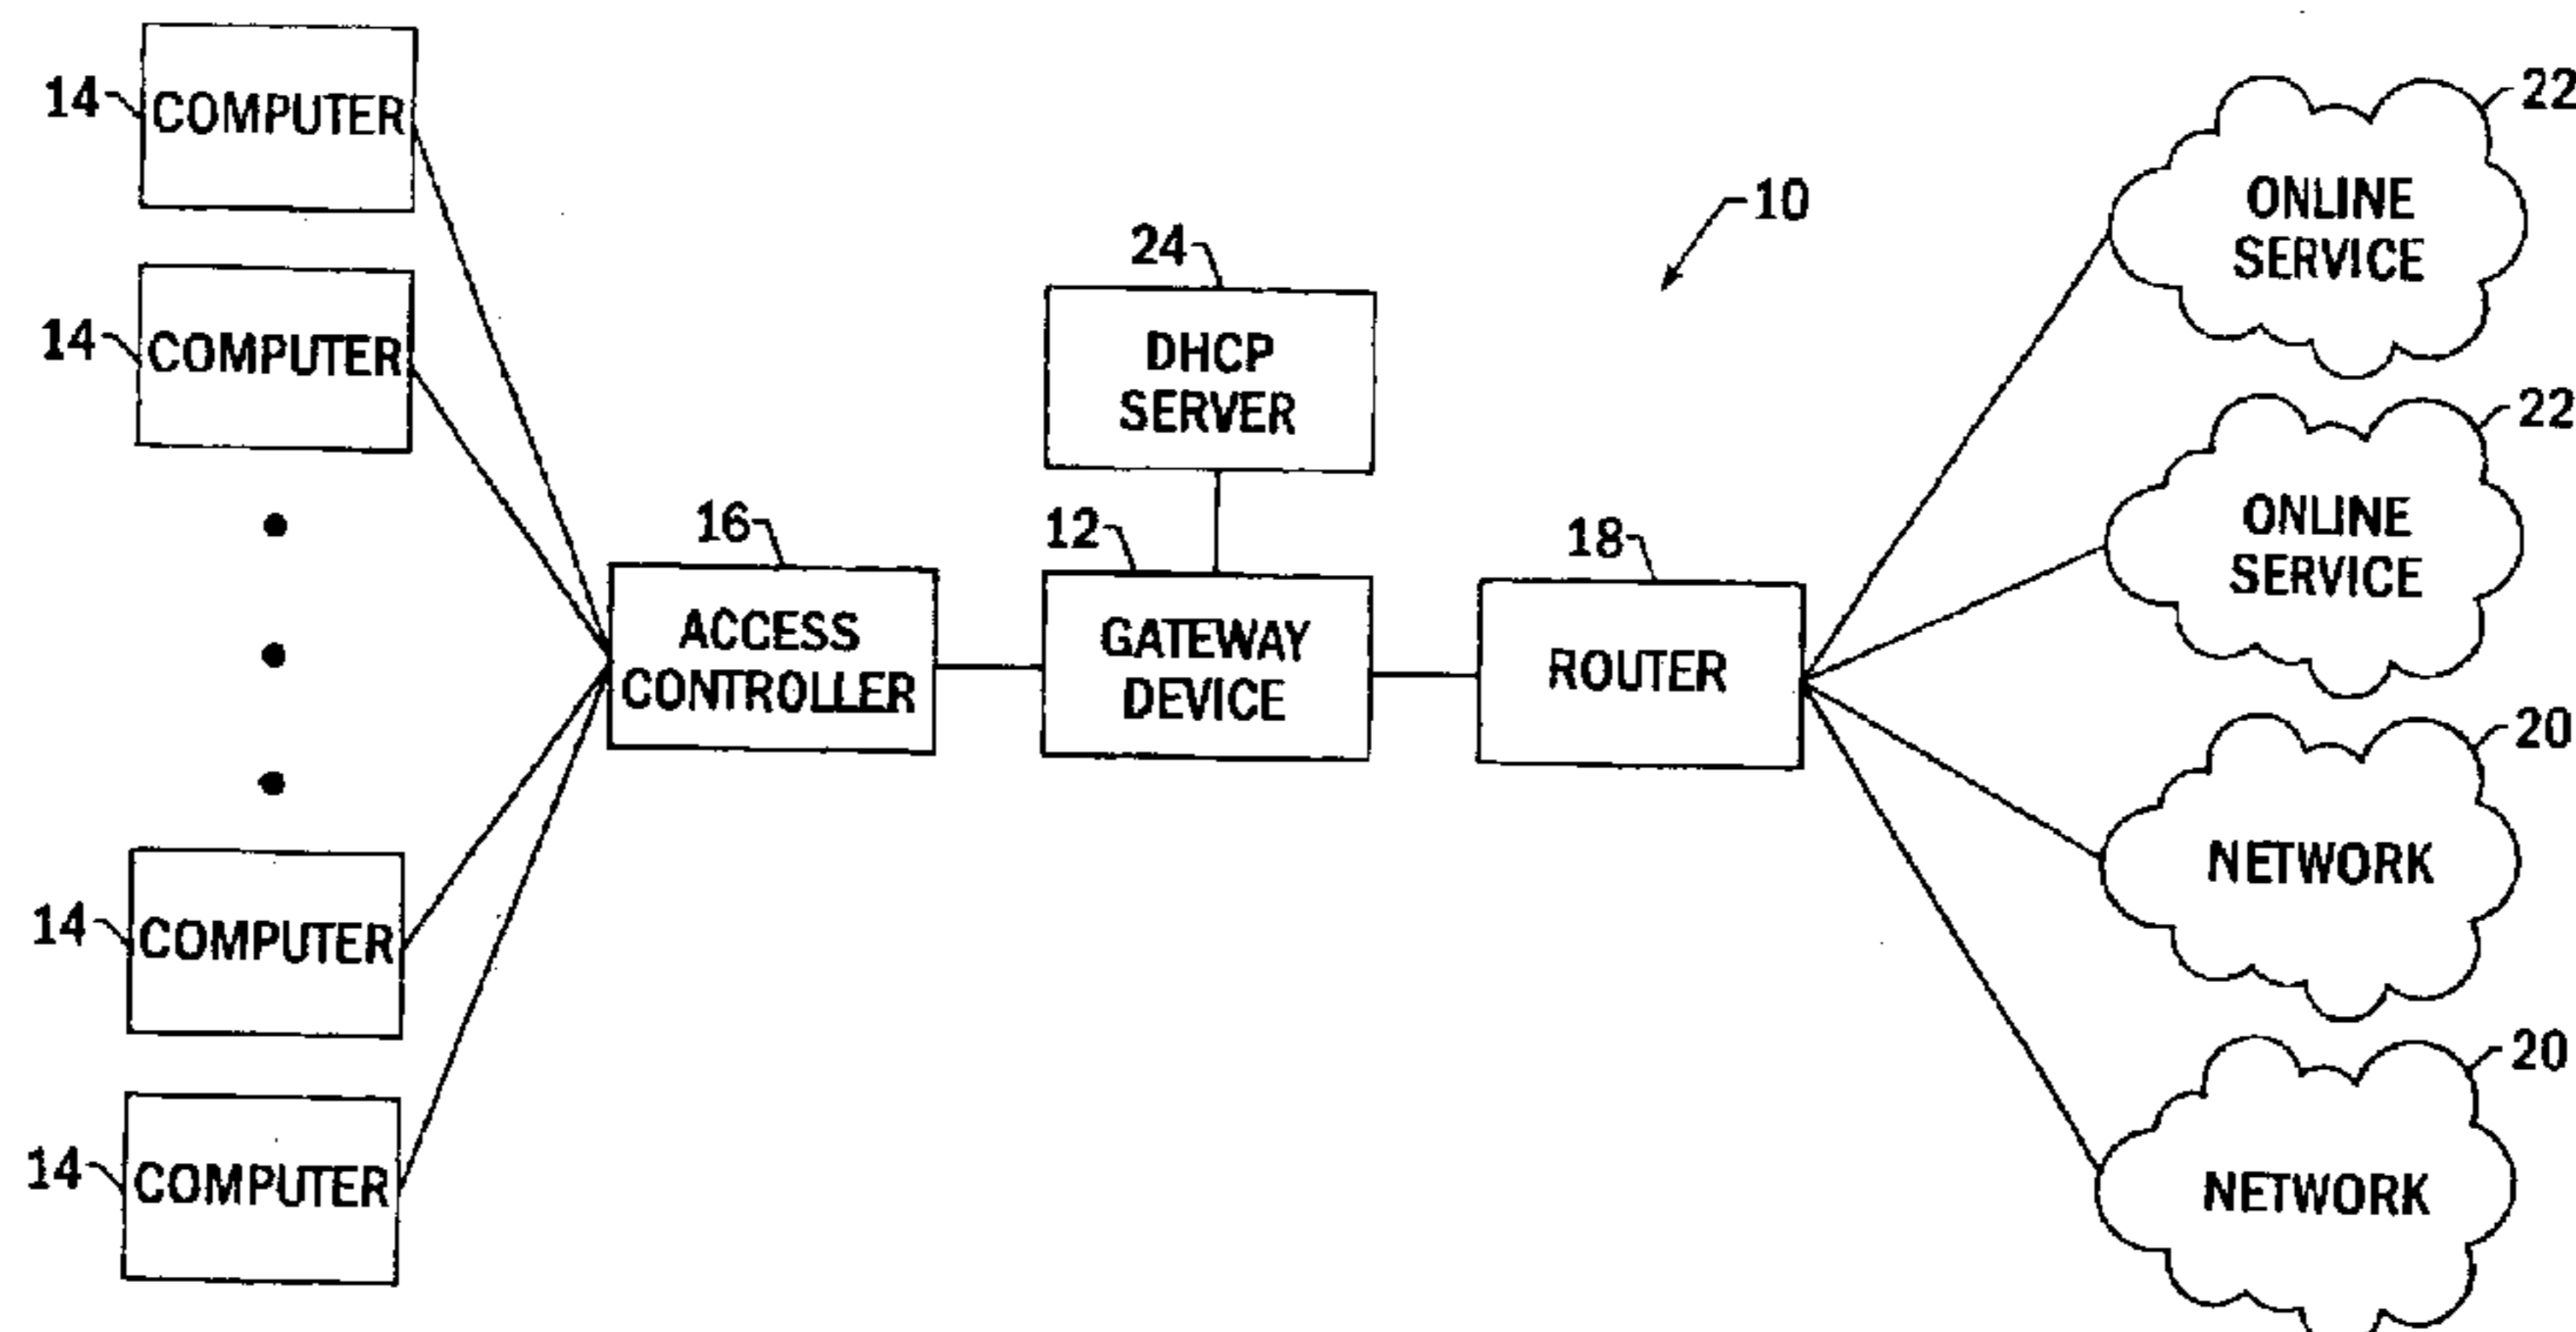 14
COMPUTER
14
COMPUTER
14
COMPUTER
14
COMPUTER
16
ACCESS
CONTROLLER
24
DHCP
SERVER
12
GATEWAY
DEVICE
10
18
ROUTER
22
ONLINE
SERVICE
22
ONLINE
SERVICE
20
NETWORK
20
NETWORK